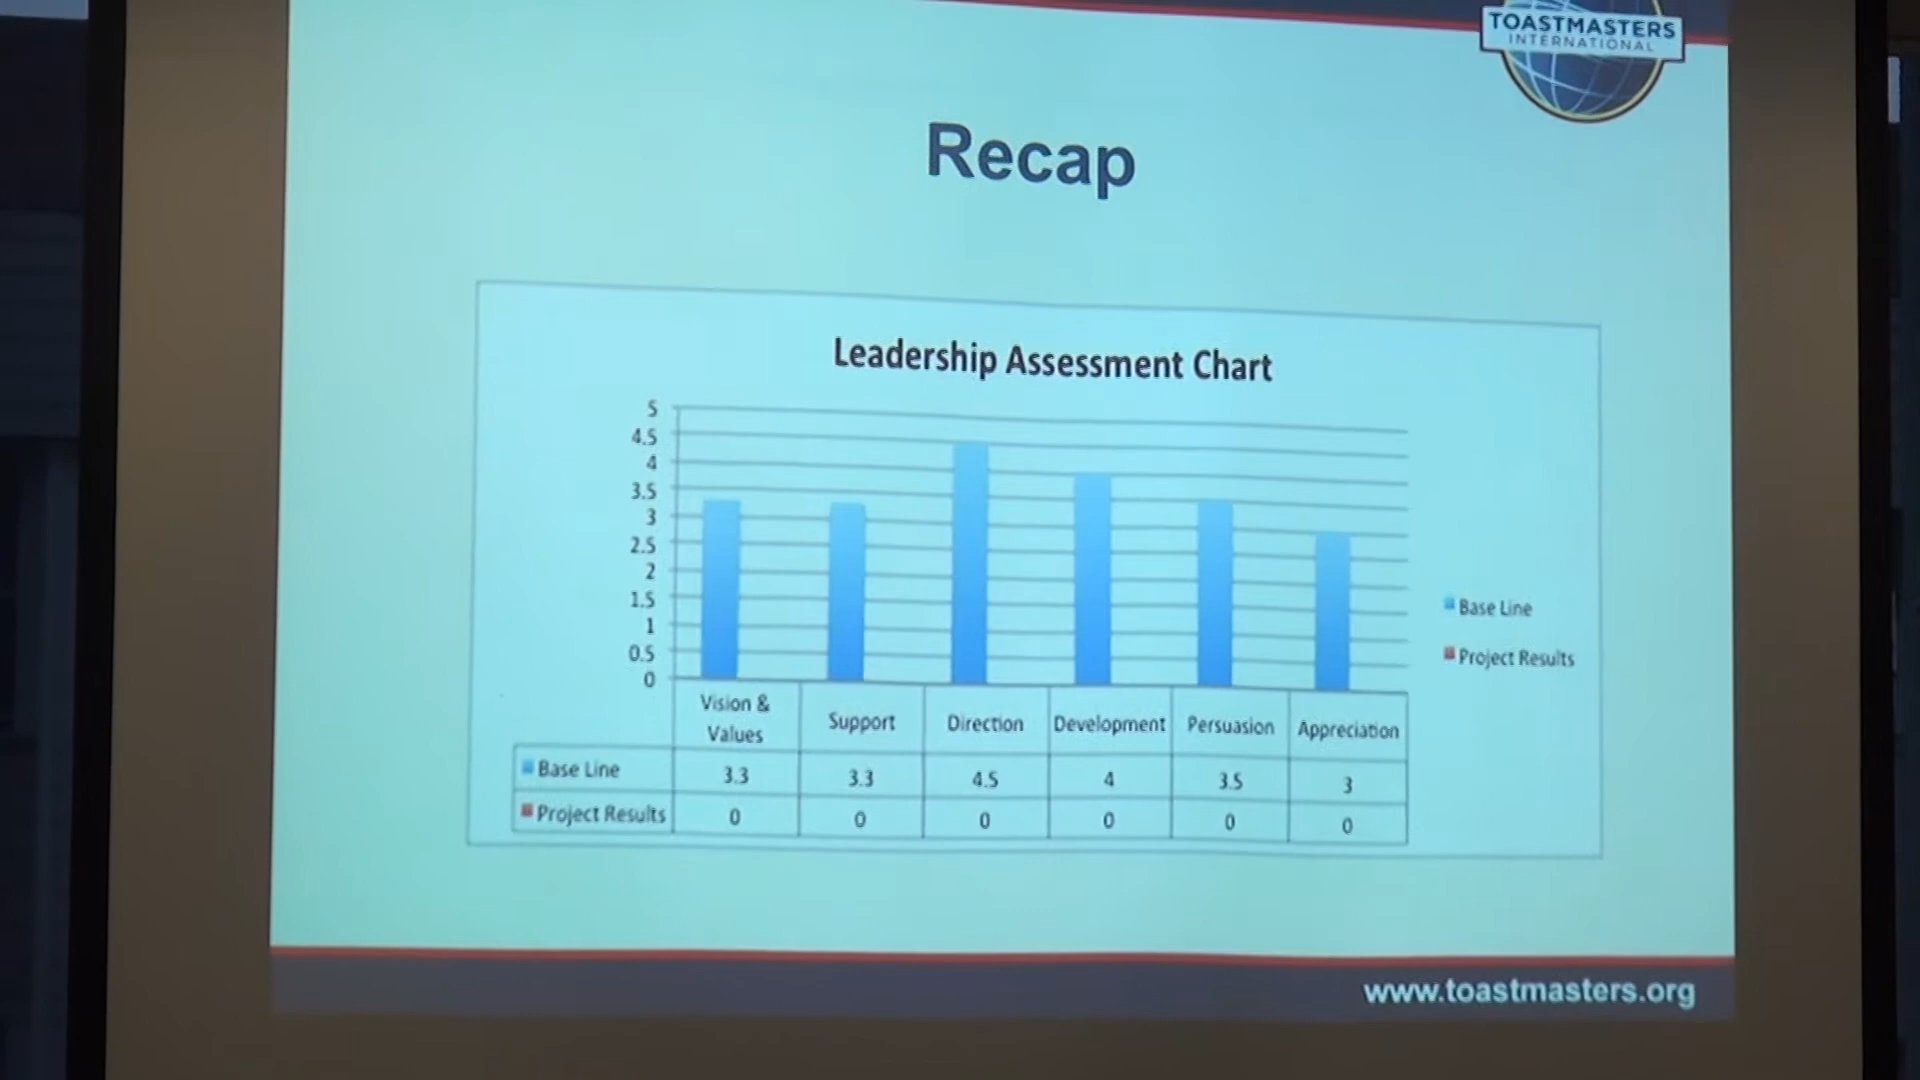 TOASTMASTERS
INTERNATIONAL
Recap
Leadership Assessment Chart
5
4.5
4
3.5
3
2.5
2
1.5
1
0.5
0
Vision & Values Support Direction Development Persuasion Appreciation
Base Line 3.3 3.3 4.5 4 3.5 3
Project Results 0 0 0 0 0 0
Base Line
Project Results
www.toastmasters.org